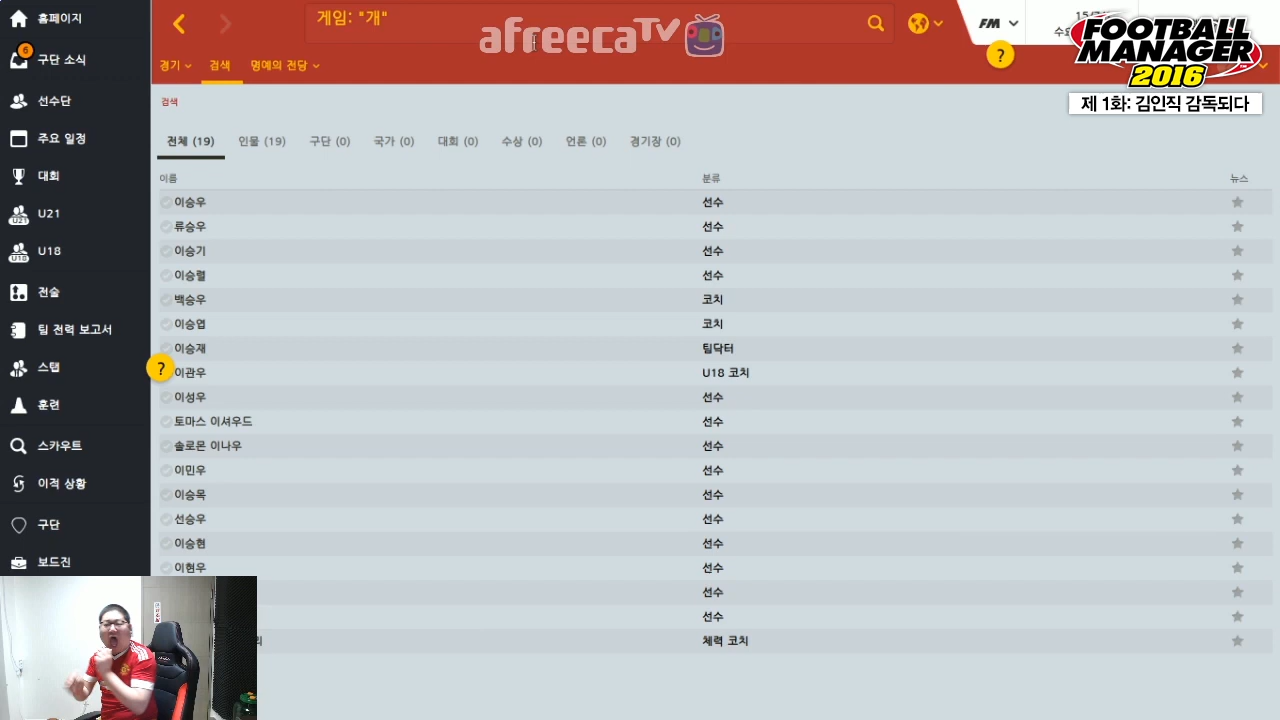 홈페이지
6
구단 소식
선수단
주요 일정
대회
U21
U21
U18
U18
전술
팀 전력 보고서
스탭
훈련
스카우트
이적 상황
구단
보드진
게임: "개"
afreecaTV
FM
?
FOOTBALL
MANAGER
2016
제 1화: 김인직 감독되다
경기 검색 명예의 전당
검색
전체 (19) 인물 (19) 구단 (0) 국가 (0) 대회 (0) 수상 (0) 언론 (0) 경기장 (0)
이름 분류 뉴스
이승우 선수
류승우 선수
이승기 선수
이승렬 선수
백승우 코치
이승엽 코치
이승재 팀닥터
? 이관우 U18 코치
이성우 선수
토마스 이셔우드 선수
솔로몬 이나우 선수
이민우 선수
이승목 선수
선승우 선수
이승현 선수
이현우 선수
선수
선수
체력 코치